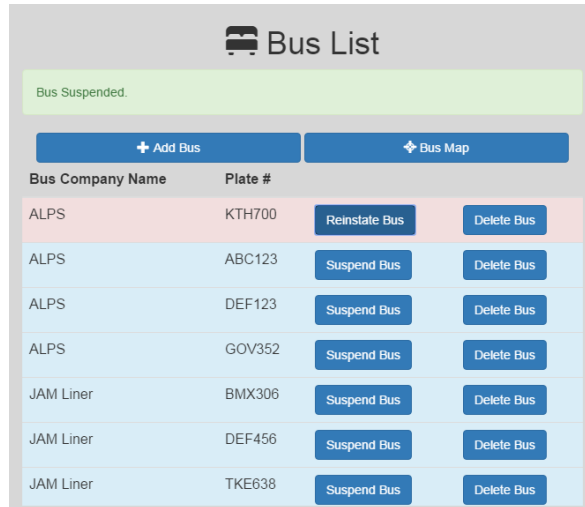 Bus List
Bus Suspended.
Add Bus Bus Map
Bus Company Name Plate #
ALPS KTH700 Reinstate Bus Delete Bus
ALPS ABC123 Suspend Bus Delete Bus
ALPS DEF123 Suspend Bus Delete Bus
ALPS GOV352 Suspend Bus Delete Bus
JAM Liner BMX306 Suspend Bus Delete Bus
JAM Liner DEF456 Suspend Bus Delete Bus
JAM Liner TKE638 Suspend Bus Delete Bus